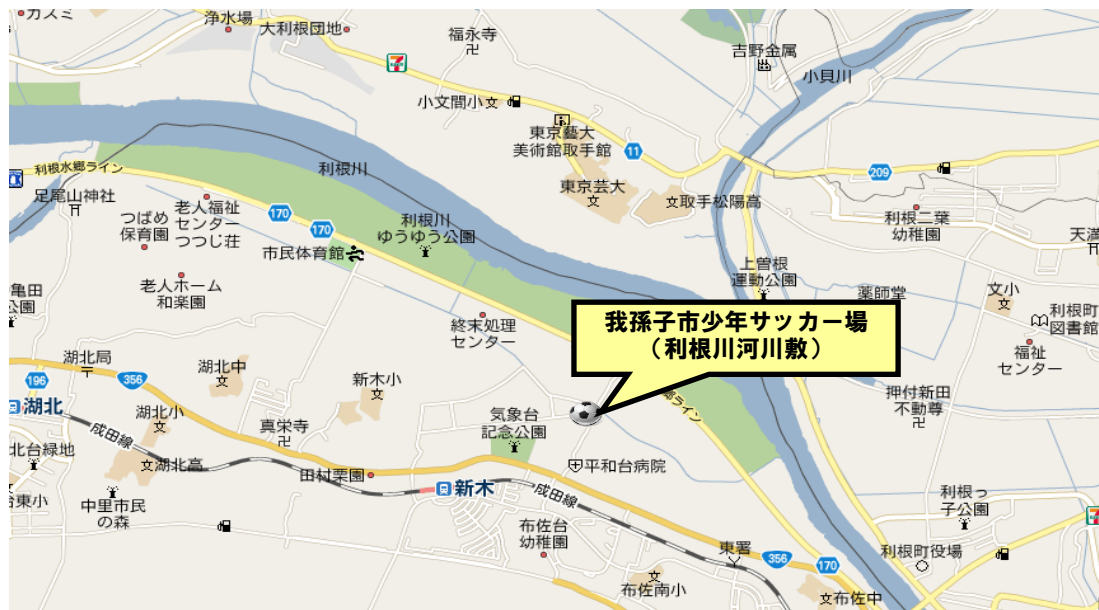 カスミ
浄水場
大利根団地
福永寺
吉野金属
小貝川
小文間小
東京藝大
美術館取手館
11
209
利根水郷ライン
利根川
足尾山神社
老人福祉
センター
つつじ荘
つばめ
保育園
170
170
利根川
ゆうゆう公園
東京芸大
取手松陽高
利根二葉
幼稚園
天満
市民体育館
老人ホーム
和楽園
亀田
公園
上曽根
運動公園
薬師堂
文小
利根町
図書館
終末処理
センター
我孫子市少年サッカー場
（利根川河川敷）
福祉
センター
湖北局
356
湖北中
新木小
196
湖北
湖北小
真栄寺
成田線
気象台
記念公園
郷ライン
押付新田
不動尊
北台緑地
湖北高
田村栗園
平和台病院
台東小
中里市民
の森
新木
成田線
利根っ
子公園
布佐台
幼稚園
東署
356
170
利根町役場
布佐南小
布佐中